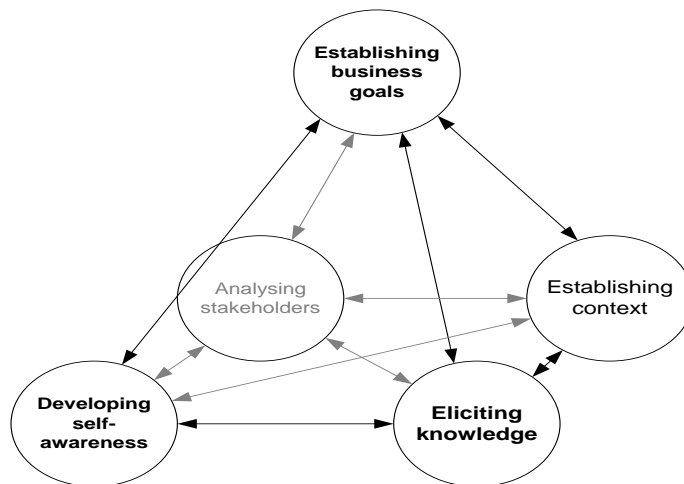 Establishing
business
goals
Analysing
stakeholders
Establishing
context
Developing
self-
awareness
Eliciting
knowledge